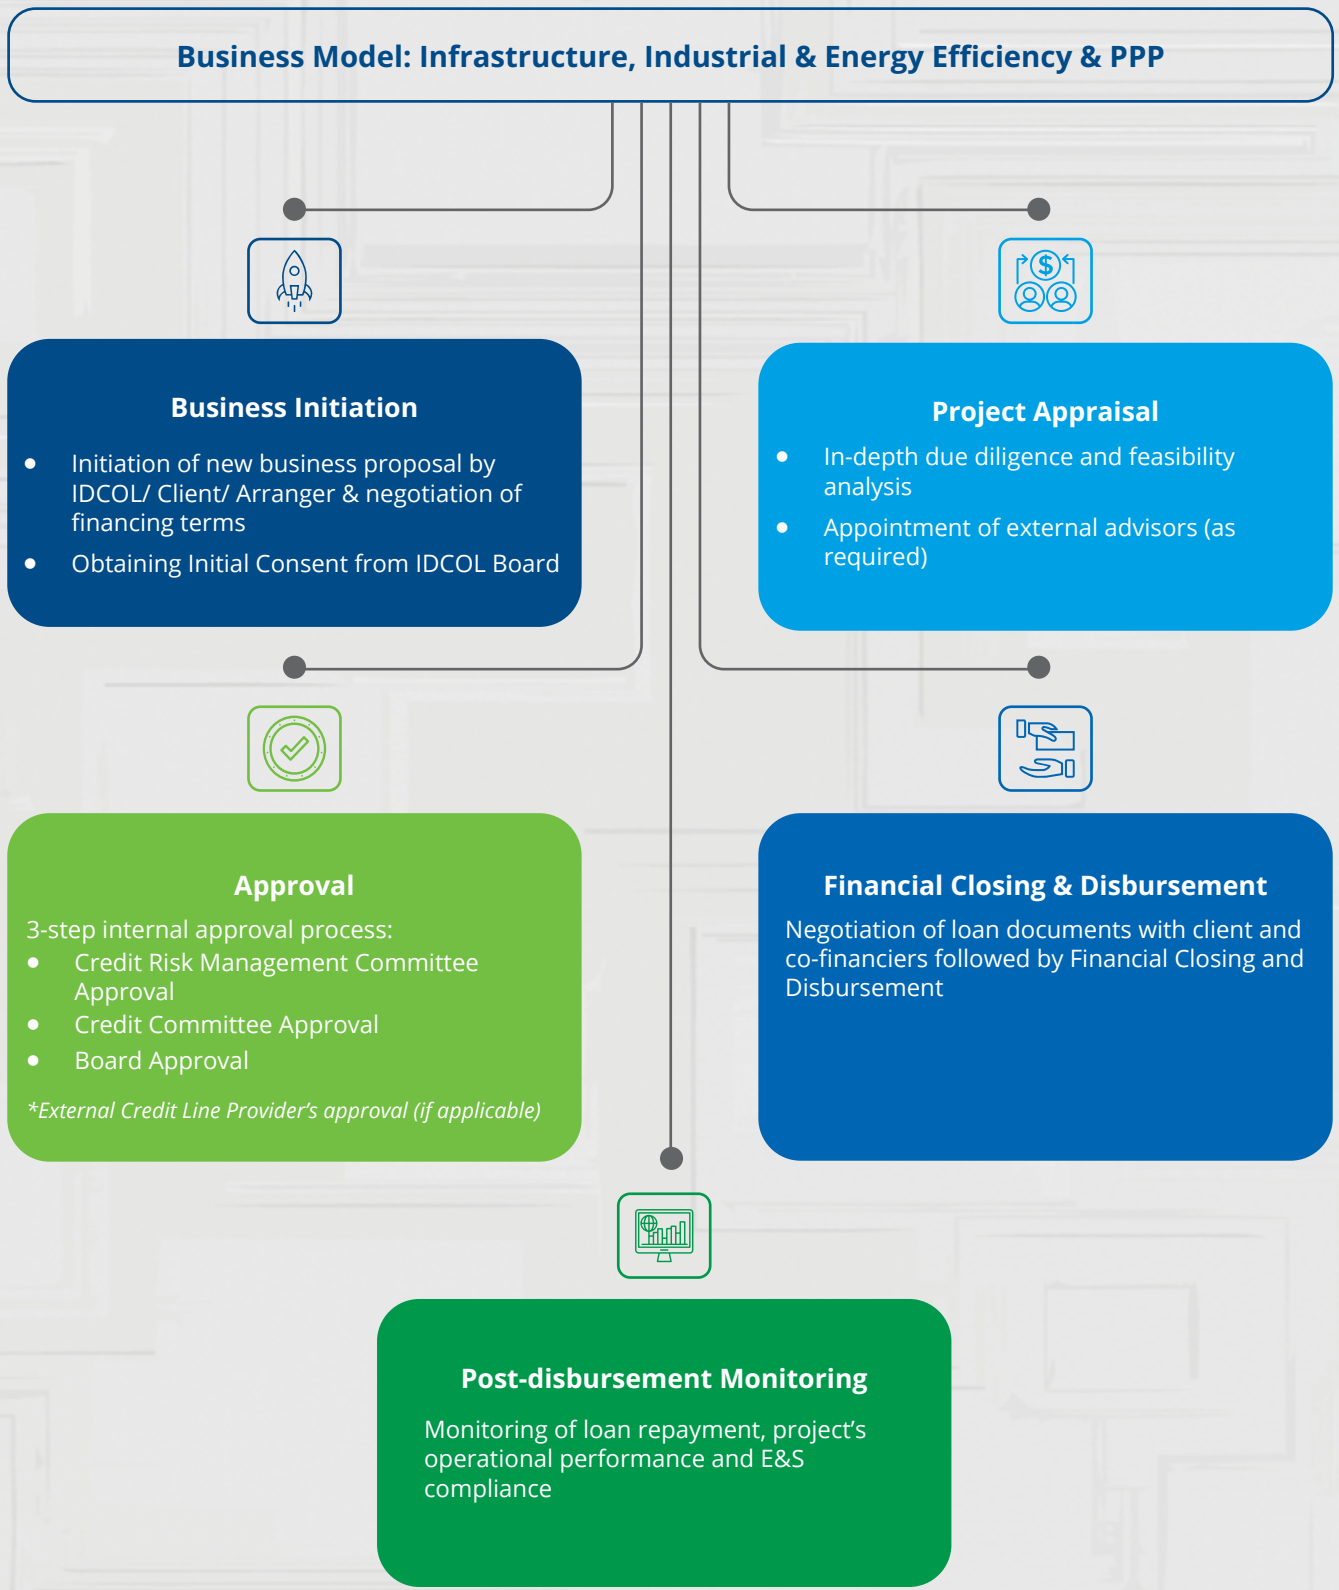 Business Model: Infrastructure, Industrial & Energy Efficiency & PPP
Business Initiation
● Initiation of new business proposal by
IDCOL/ Client/ Arranger & negotiation of
financing terms
● Obtaining Initial Consent from IDCOL Board
Project Appraisal
● In-depth due diligence and feasibility
analysis
● Appointment of external advisors (as
required)
Approval
3-step internal approval process:
● Credit Risk Management Committee
Approval
● Credit Committee Approval
● Board Approval
*External Credit Line Provider’s approval (if applicable)
Financial Closing & Disbursement
Negotiation of loan documents with client and
co-financiers followed by Financial Closing and
Disbursement
Post-disbursement Monitoring
Monitoring of loan repayment, project’s
operational performance and E&S
compliance